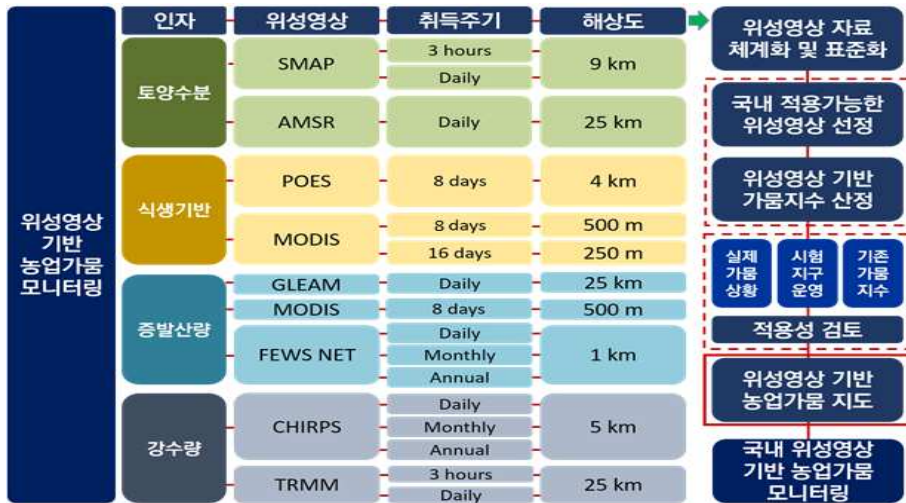 위성영상
기반
농업가뭄
모니터링
인자 위성영상 취득주기 해상도
토양수분
SMAP
3 hours
Daily
9 km
AMSR
Daily
25 km
식생기반
POES
8 days
4 km
MODIS
8 days
500 m
16 days
250 m
증발산량
GLEAM
Daily
25 km
MODIS
8 days
500 m
FEWS NET
Daily
Monthly
Annual
1 km
강수량
CHIRPS
Daily
Monthly
Annual
5 km
TRMM
3 hours
Daily
25 km
위성영상 자료
체계화 및 표준화
국내 적용가능한
위성영상 선정
위성영상 기반
가뭄지수 산정
실제
가뭄
상황
시험
지구
운영
기존
가뭄
지수
적용성 검토
위성영상 기반
농업가뭄 지도
국내 위성영상
기반 농업가뭄
모니터링